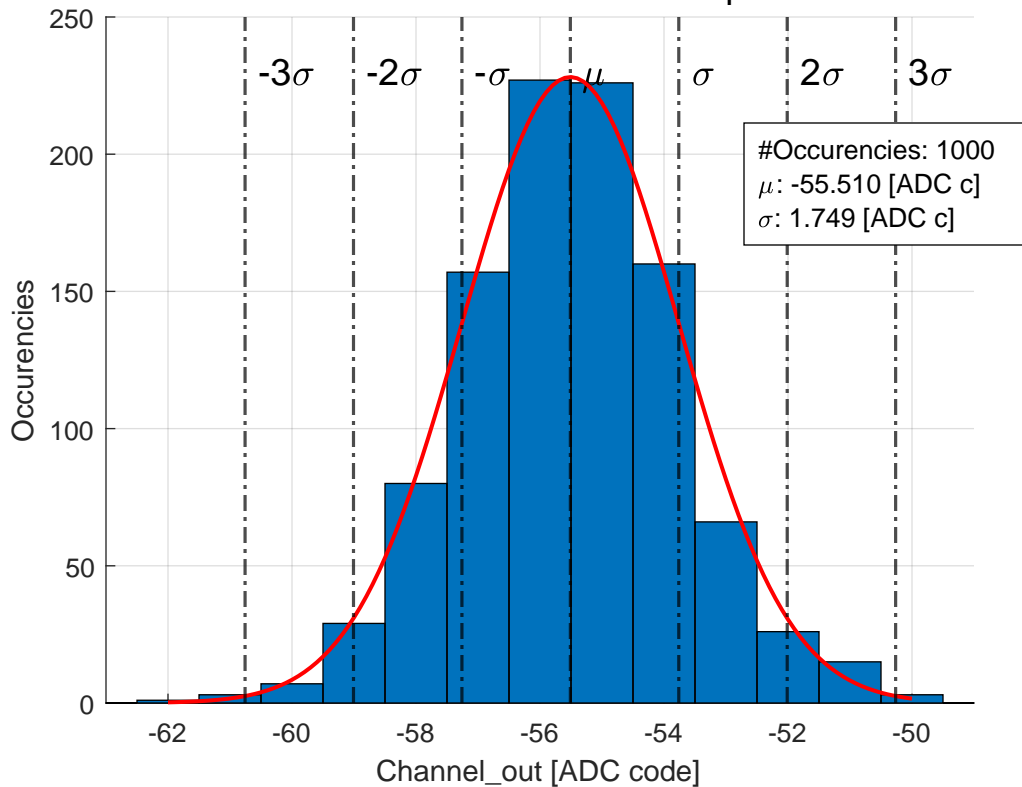 250
200
150
100
50
0
-3σ
-2σ
-σ
μ
σ
2σ
3σ
#Occurencies: 1000
μ: -55.510 [ADC c]
σ: 1.749 [ADC c]
Occurencies
-62
-60
-58
-56
-54
-52
-50
Channel_out [ADC code]